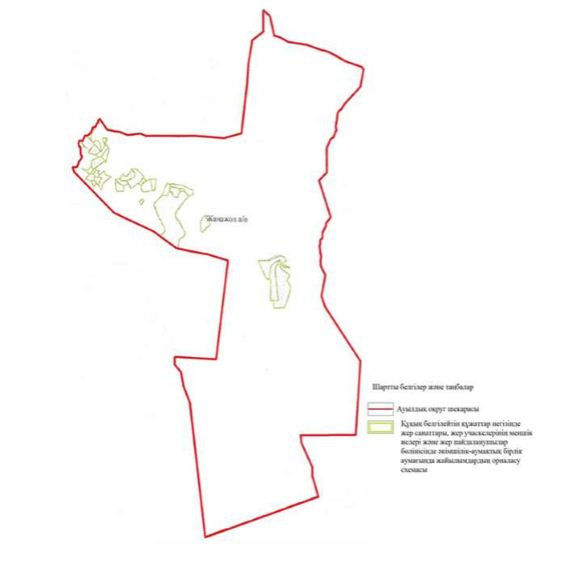 Жаңажол а/о
Шартты белгілер және таңбалар
Ауылдық округ шекарасы
Құқық белгілейтін құжаттар негізінде
жер санаттары, жер учаскелерінің меншік
иелері және жер пайдаланушылар
бөлінісінде әкімшілік-аумақтық бірлік
аумағында жайылымдардың орналасу
схемасы